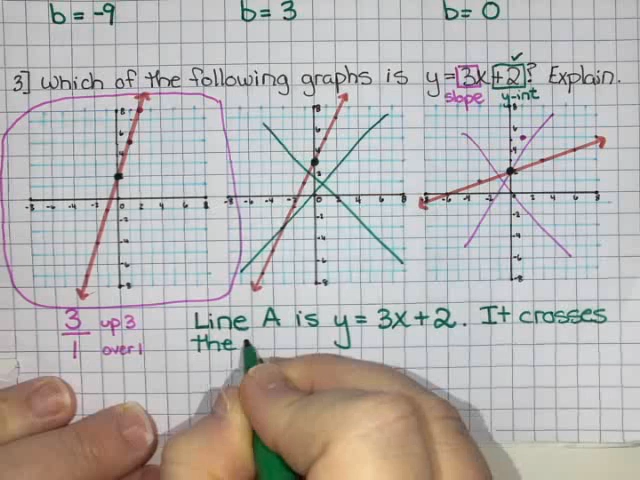 b = -9 b = 3 b = 0
3] Which of the following graphs is y = 3x + 2? Explain.
slope y-int
3/1 up 3
over 1
Line A is y = 3x + 2. It crosses
the